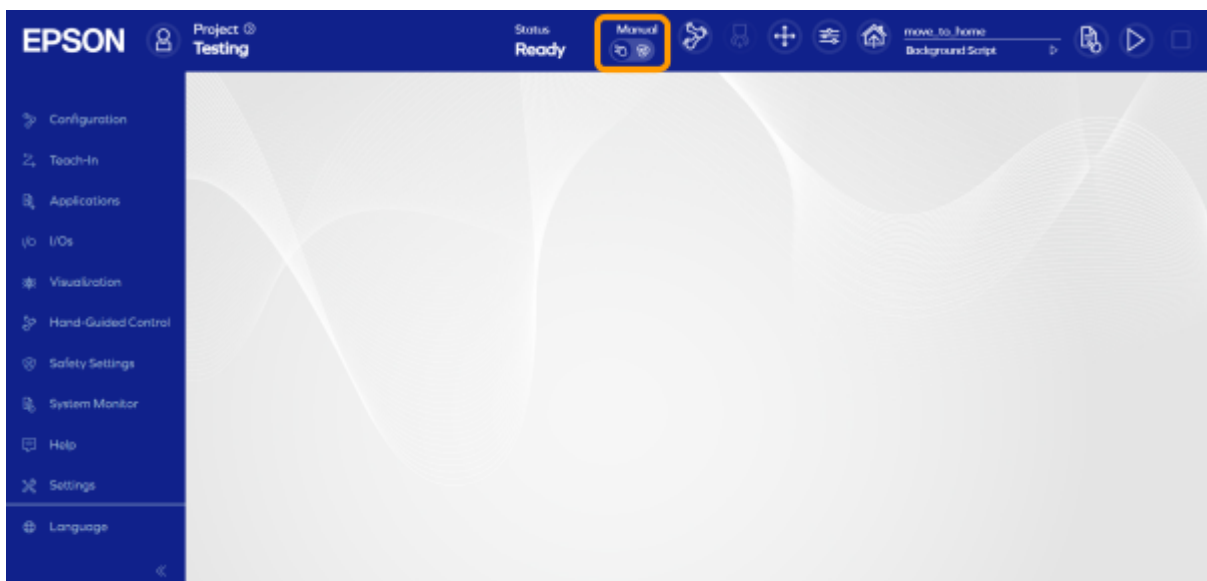 EPSON
Project
Testing
Status
Ready
Manual
move_to_home
Background Script
Configuration
Teach-In
Applications
I/Os
Visualization
Hand-Guided Control
Safety Settings
System Monitor
Help
Settings
Language